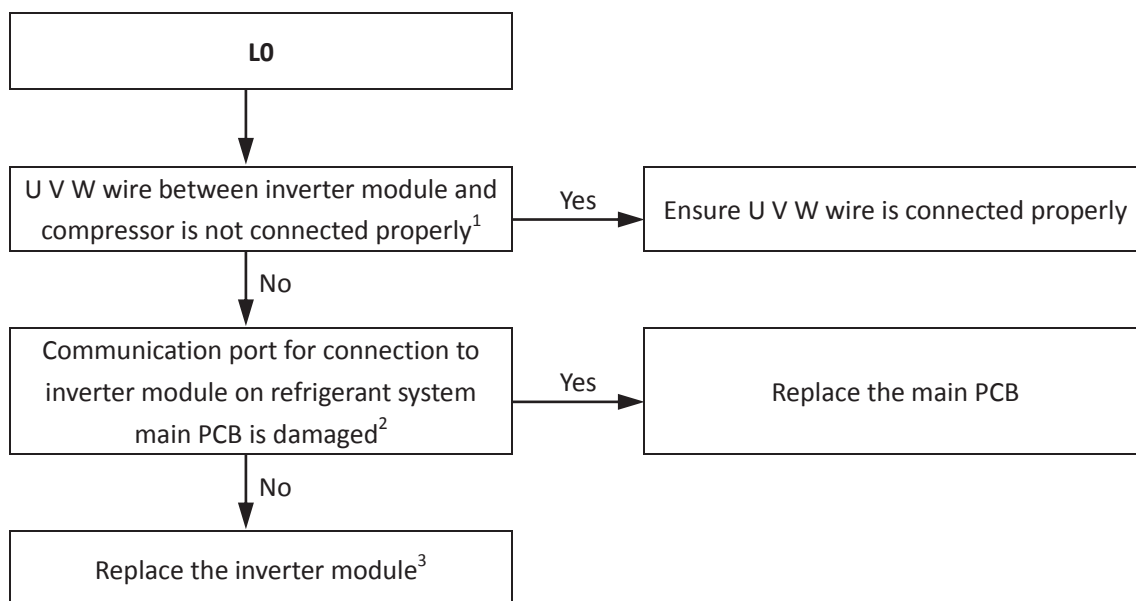 L0
U V W wire between inverter module and
compressor is not connected properly¹
Yes
Ensure U V W wire is connected properly
No
Communication port for connection to
inverter module on refrigerant system
main PCB is damaged²
Yes
Replace the main PCB
No
Replace the inverter module³